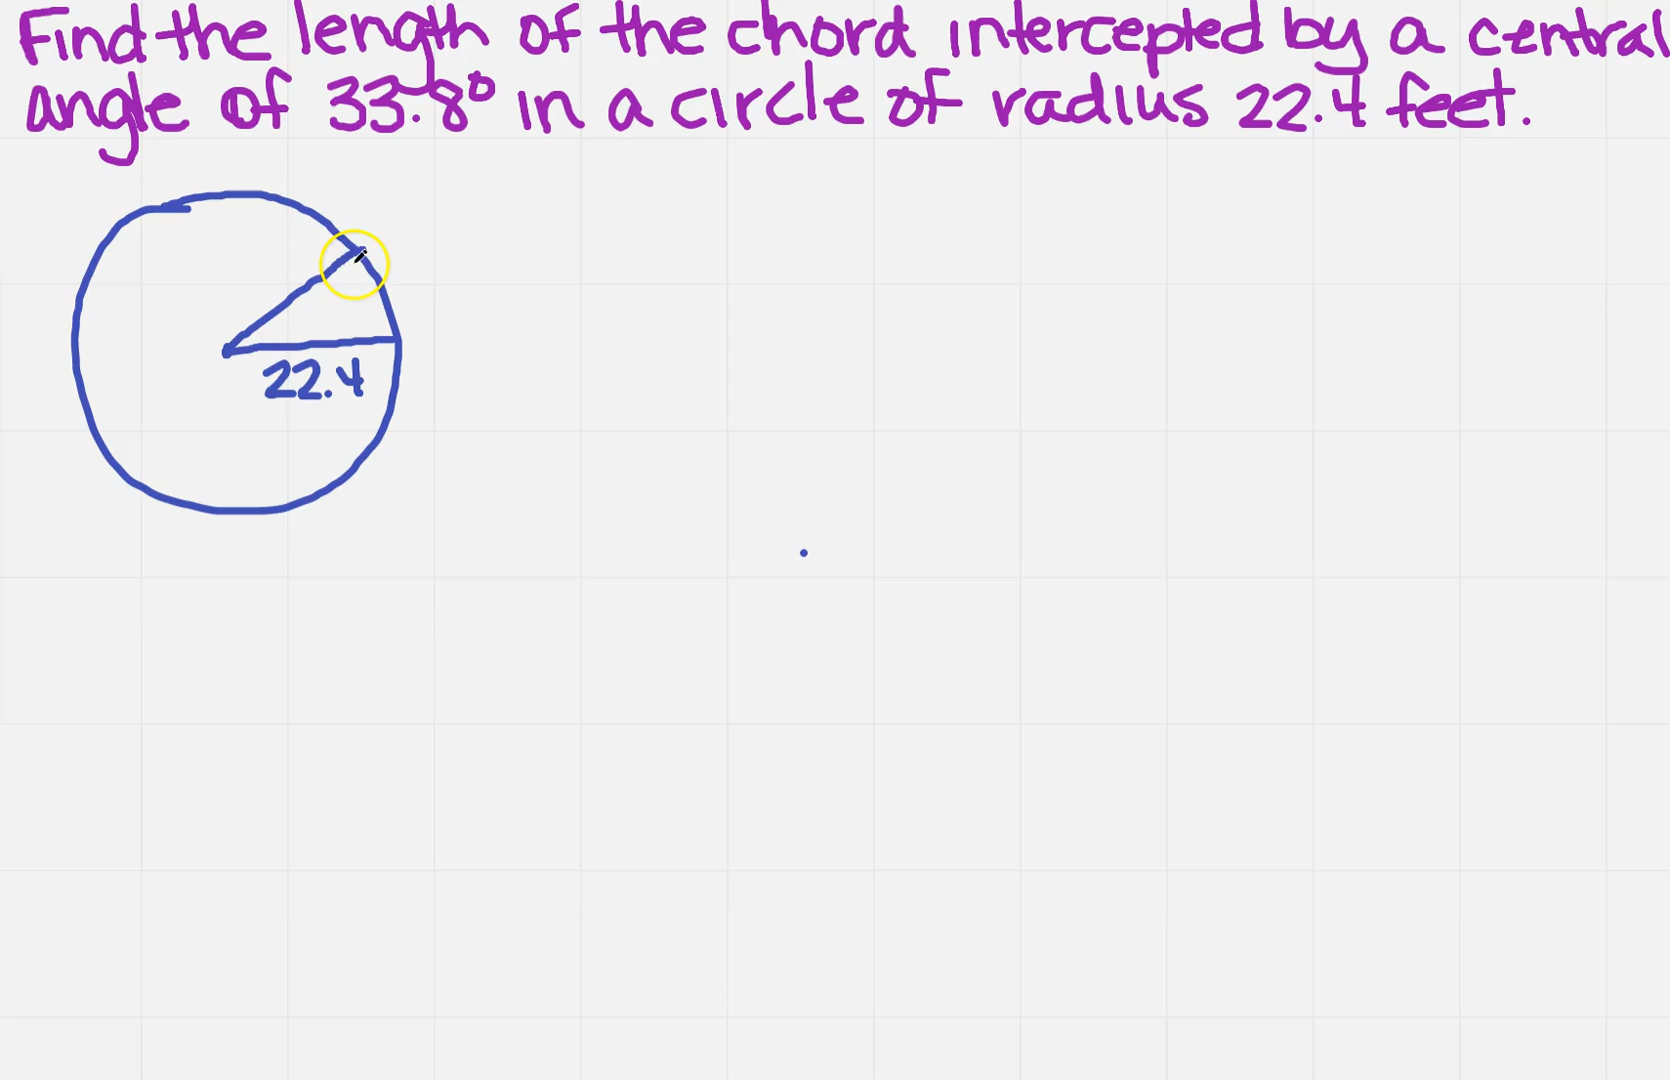 Find the length of the chord intercepted by a central
angle of 33.8° in a circle of radius 22.4 feet.
22.4